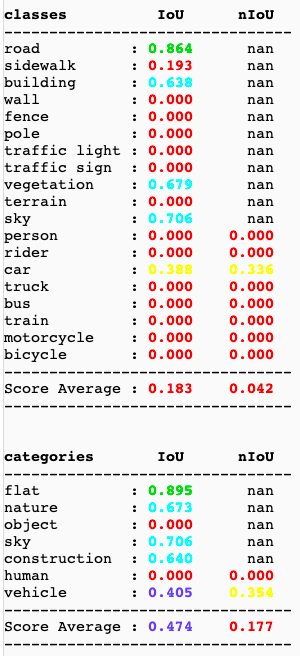 classes IoU nIoU
--------------------------------
road : 0.864 nan
sidewalk : 0.193 nan
building : 0.638 nan
wall : 0.000 nan
fence : 0.000 nan
pole : 0.000 nan
traffic light : 0.000 nan
traffic sign : 0.000 nan
vegetation : 0.679 nan
terrain : 0.000 nan
sky : 0.706 nan
person : 0.000 0.000
rider : 0.000 0.000
car : 0.388 0.336
truck : 0.000 0.000
bus : 0.000 0.000
train : 0.000 0.000
motorcycle : 0.000 0.000
bicycle : 0.000 0.000
--------------------------------
Score Average : 0.183 0.042
--------------------------------
categories IoU nIoU
--------------------------------
flat : 0.895 nan
nature : 0.673 nan
object : 0.000 nan
sky : 0.706 nan
construction : 0.640 nan
human : 0.000 0.000
vehicle : 0.405 0.354
--------------------------------
Score Average : 0.474 0.177
--------------------------------